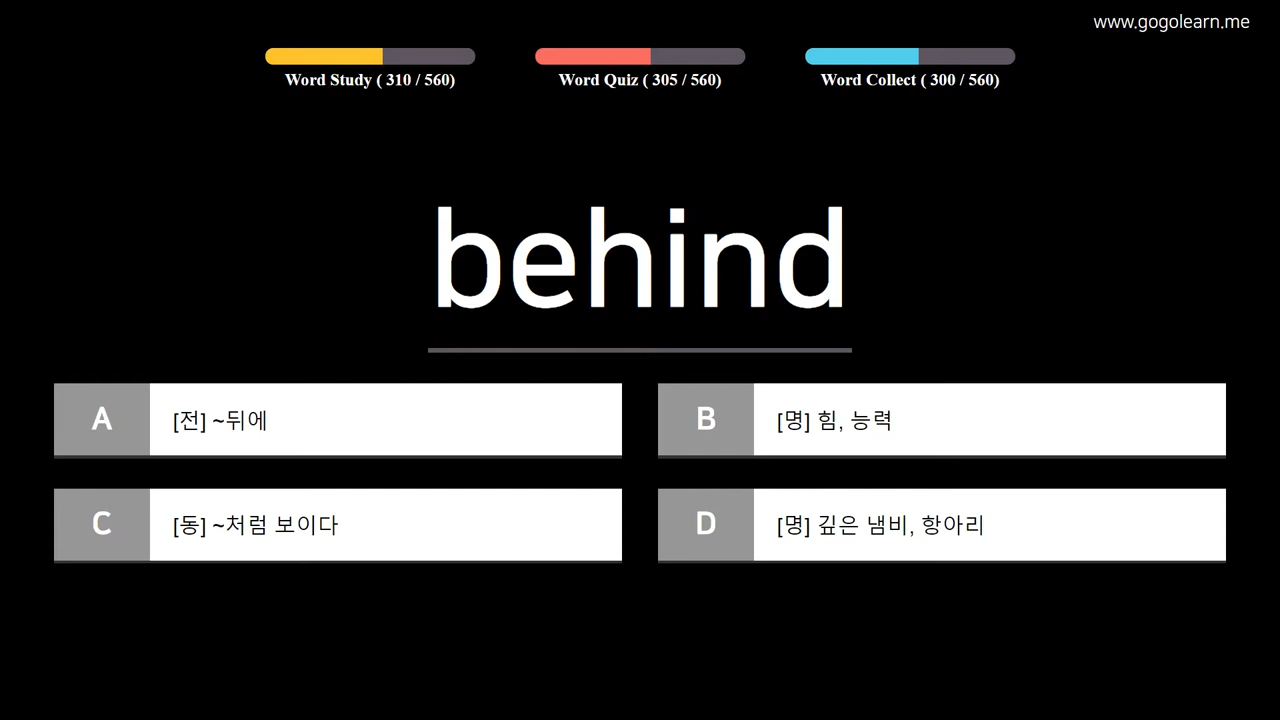 www.gogolearn.me
Word Study ( 310 / 560)
Word Quiz ( 305 / 560)
Word Collect ( 300 / 560)
behind
A [전] ~뒤에
B [명] 힘, 능력
C [동] ~처럼 보이다
D [명] 깊은 냄비, 항아리